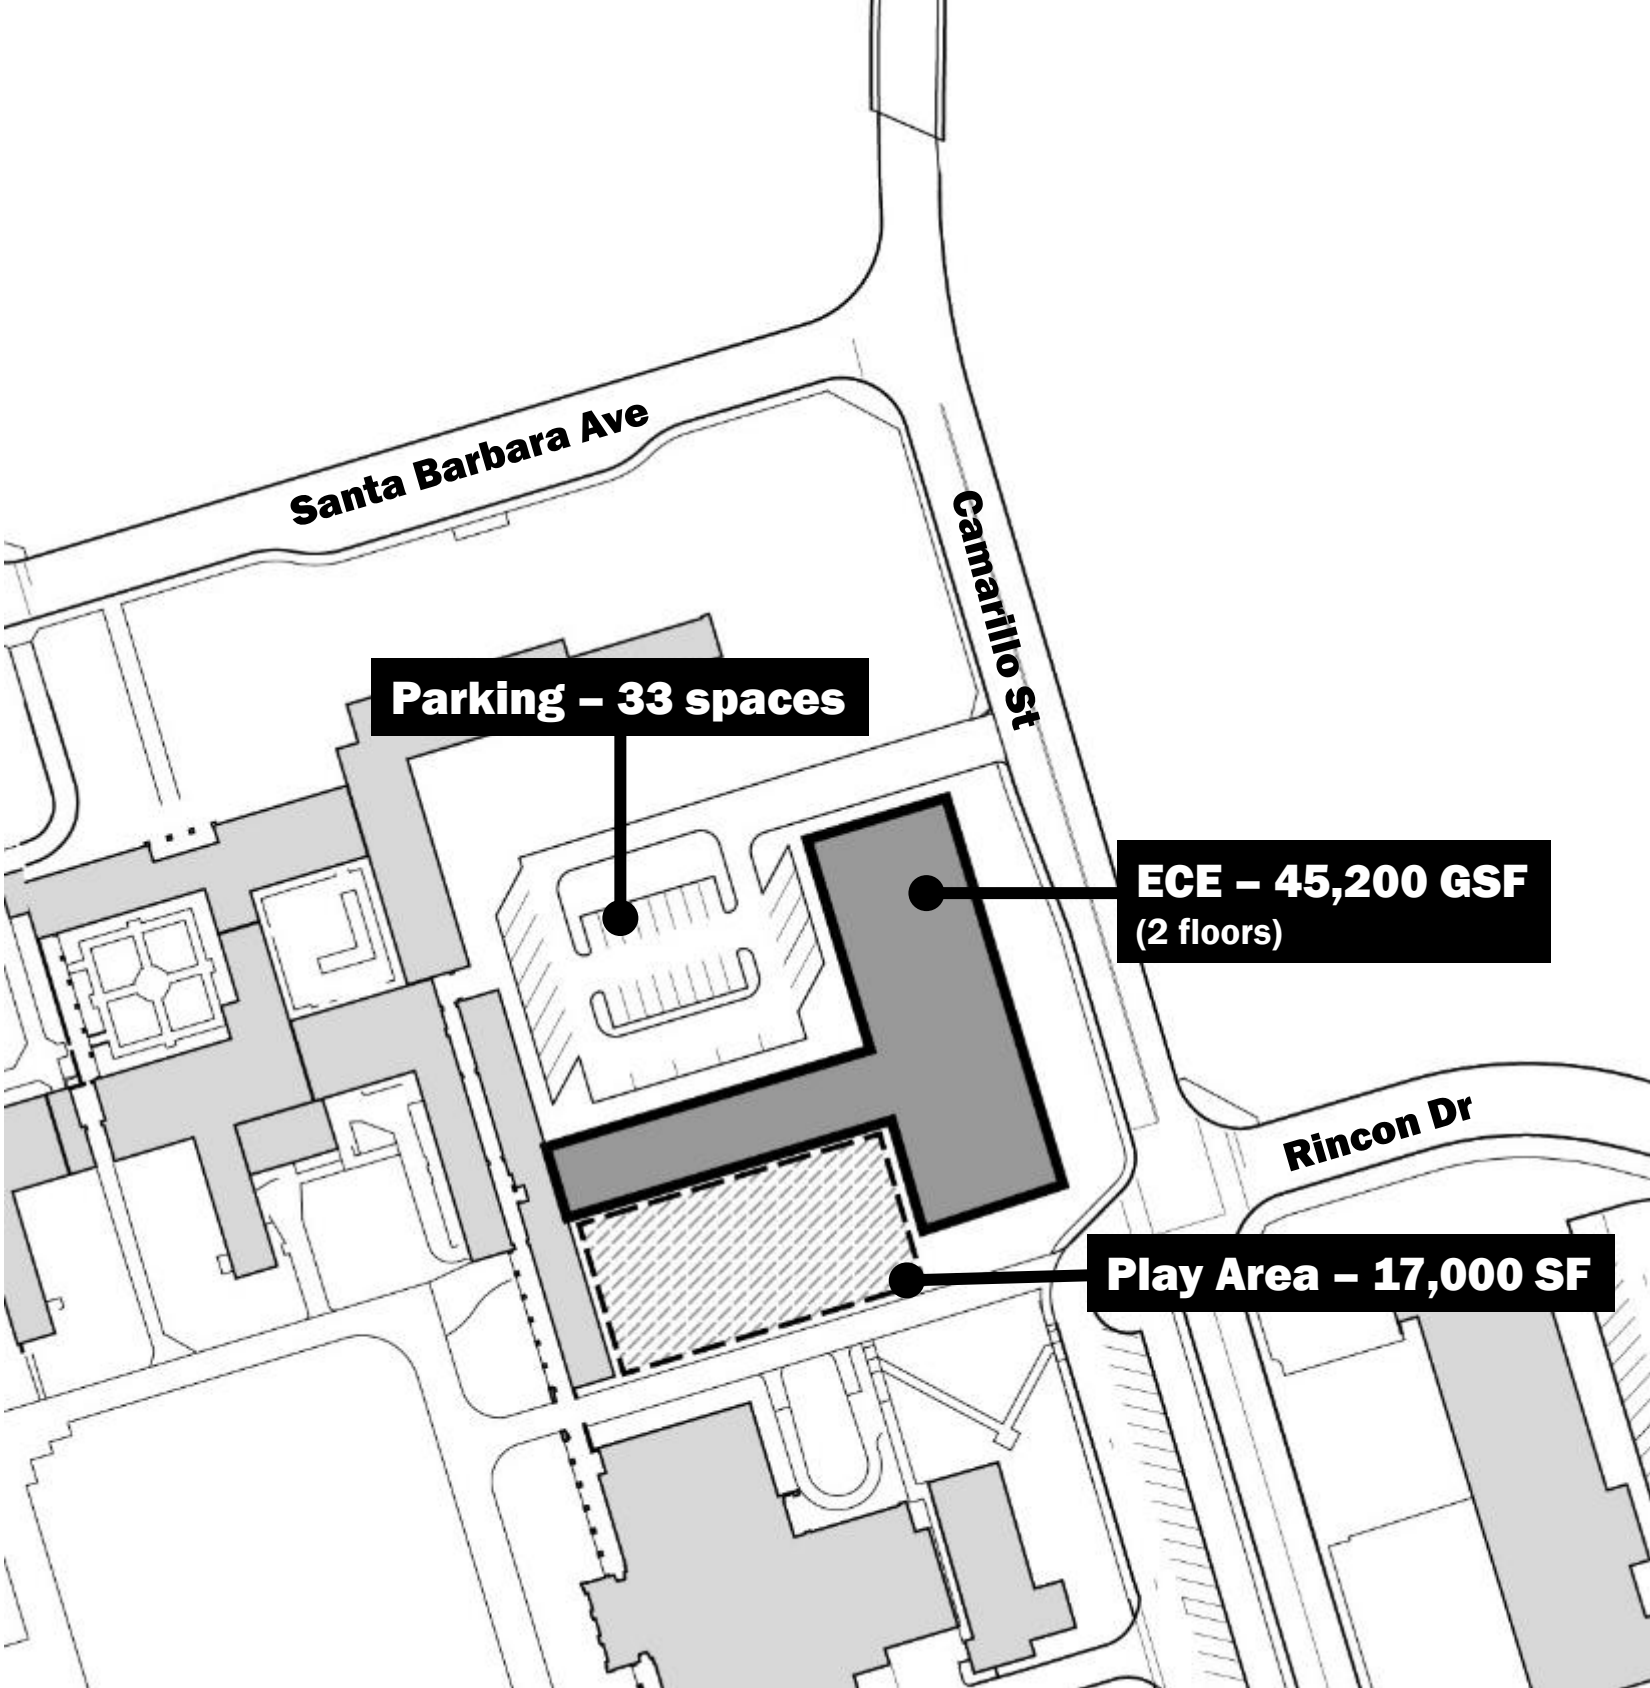 Santa Barbara Ave
Camarillo St
Parking – 33 spaces
ECE – 45,200 GSF
(2 floors)
Rincon Dr
Play Area – 17,000 SF